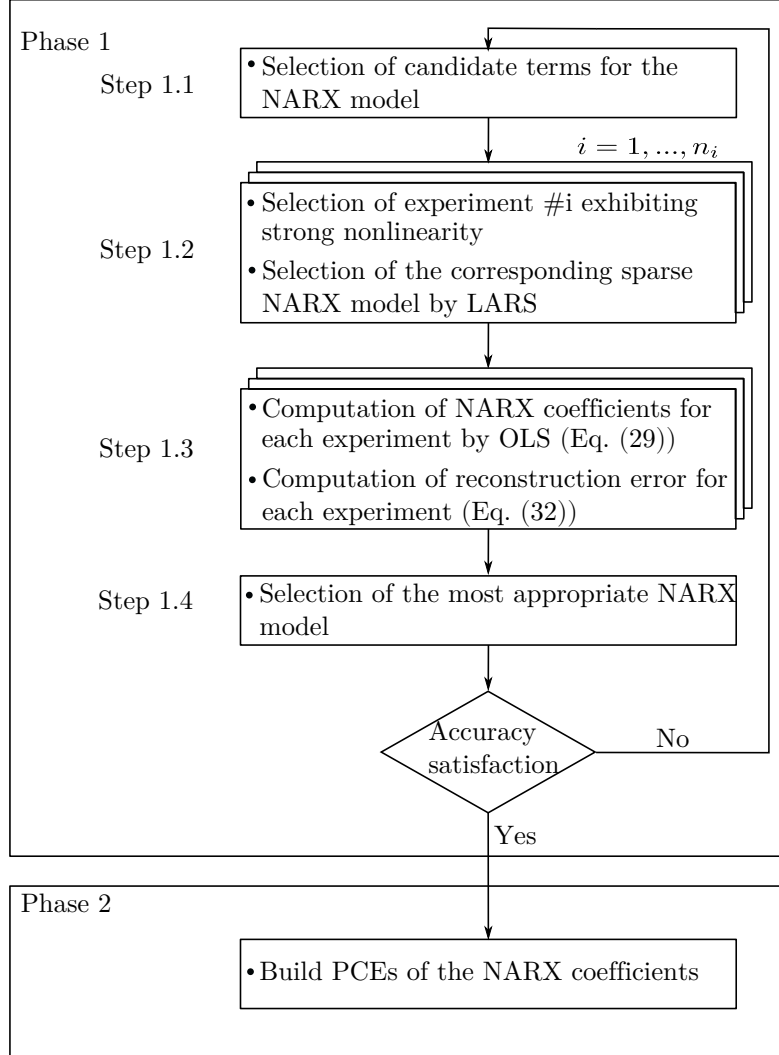 Phase 1
Step 1.1
• Selection of candidate terms for the
NARX model
i = 1, ..., n_i
Step 1.2
• Selection of experiment #i exhibiting
strong nonlinearity
• Selection of the corresponding sparse
NARX model by LARS
Step 1.3
• Computation of NARX coefficients for
each experiment by OLS (Eq. (29))
• Computation of reconstruction error for
each experiment (Eq. (32))
Step 1.4
• Selection of the most appropriate NARX
model
Accuracy
satisfaction
No
Yes
Phase 2
• Build PCEs of the NARX coefficients